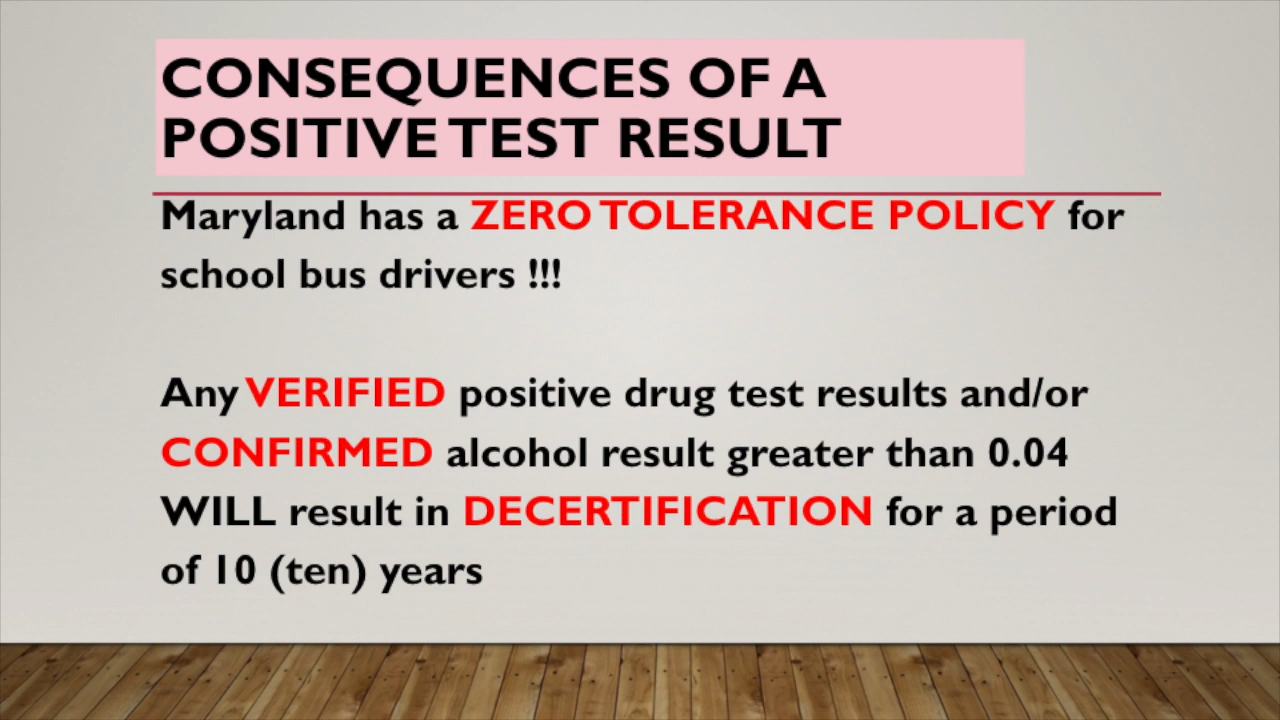 CONSEQUENCES OF A
POSITIVE TEST RESULT
Maryland has a ZERO TOLERANCE POLICY for
school bus drivers !!!
Any VERIFIED positive drug test results and/or
CONFIRMED alcohol result greater than 0.04
WILL result in DECERTIFICATION for a period
of 10 (ten) years